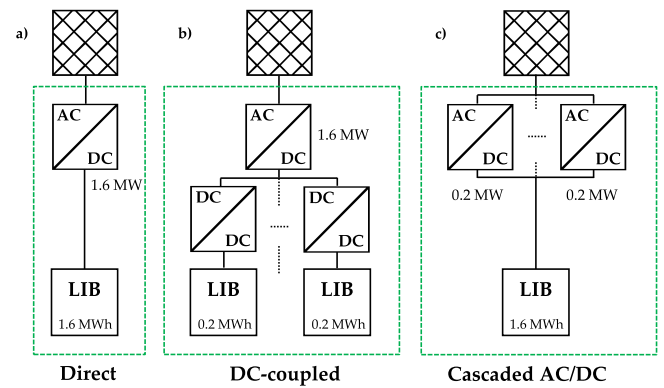 a)
AC
DC
1.6 MW
LIB
1.6 MWh
Direct
b)
AC
DC
1.6 MW
DC
DC
......
DC
DC
LIB
0.2 MWh
LIB
0.2 MWh
DC-coupled
c)
AC
DC
......
AC
DC
0.2 MW
0.2 MW
LIB
1.6 MWh
Cascaded AC/DC